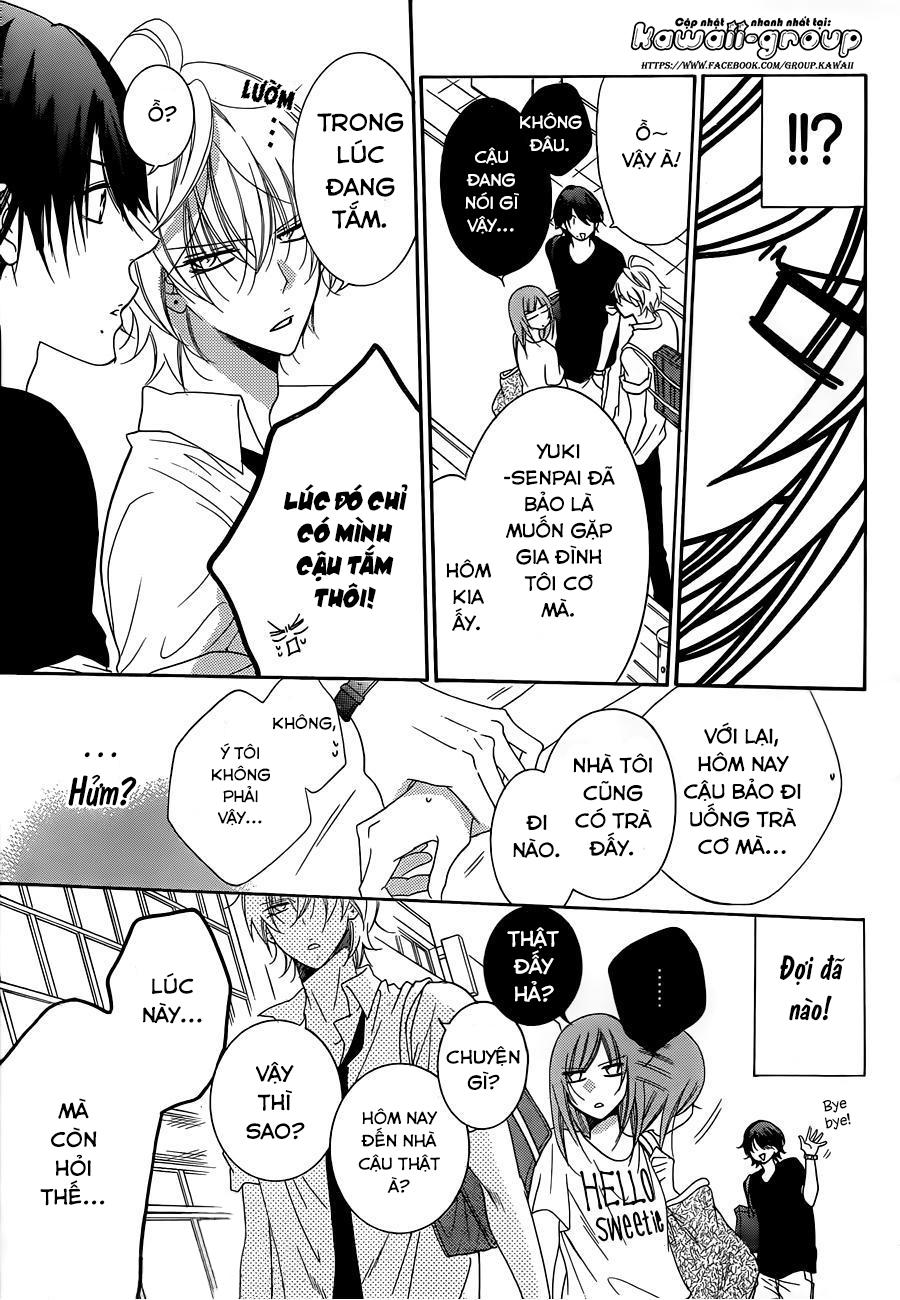 Cập nhật nhanh nhất tại:
kawaii-group
HTTPS://WWW.FACEBOOK.COM/GROUP.KAWAII
!!?
Ồ~
VẬY À!
KHÔNG
ĐÂU.
CẬU
ĐANG
NÓI GÌ
VẬY...
YUKI
-SENPAI ĐÃ
BẢO LÀ
MUỐN GẶP
GIA ĐÌNH
TÔI CƠ
MÀ.
HÔM
KIA
ẤY.
TRONG
LÚC
ĐANG
TẮM.
LƯỜM
...
Ồ?
LÚC ĐÓ CHỈ
CÓ MÌNH
CẬU TẮM
THÔI!
VỚI LẠI,
HÔM NAY
CẬU BẢO ĐI
UỐNG TRÀ
CƠ MÀ...
NHÀ TÔI
CŨNG
CÓ TRÀ
ĐẤY.
ĐI
NÀO.
KHÔNG,
Ý TÔI
KHÔNG
PHẢI
VẬY...
...
Hửm?
Đợi đã
nào!
......
THẬT
ĐẤY
HẢ?
Bye
bye!
HELLO
Sweetie
CHUYỆN
GÌ?
HÔM NAY
ĐẾN NHÀ
CẬU THẬT
À?
VẬY
THÌ
SAO?
LÚC
NÀY...
MÀ
CÒN
HỎI
THẾ...